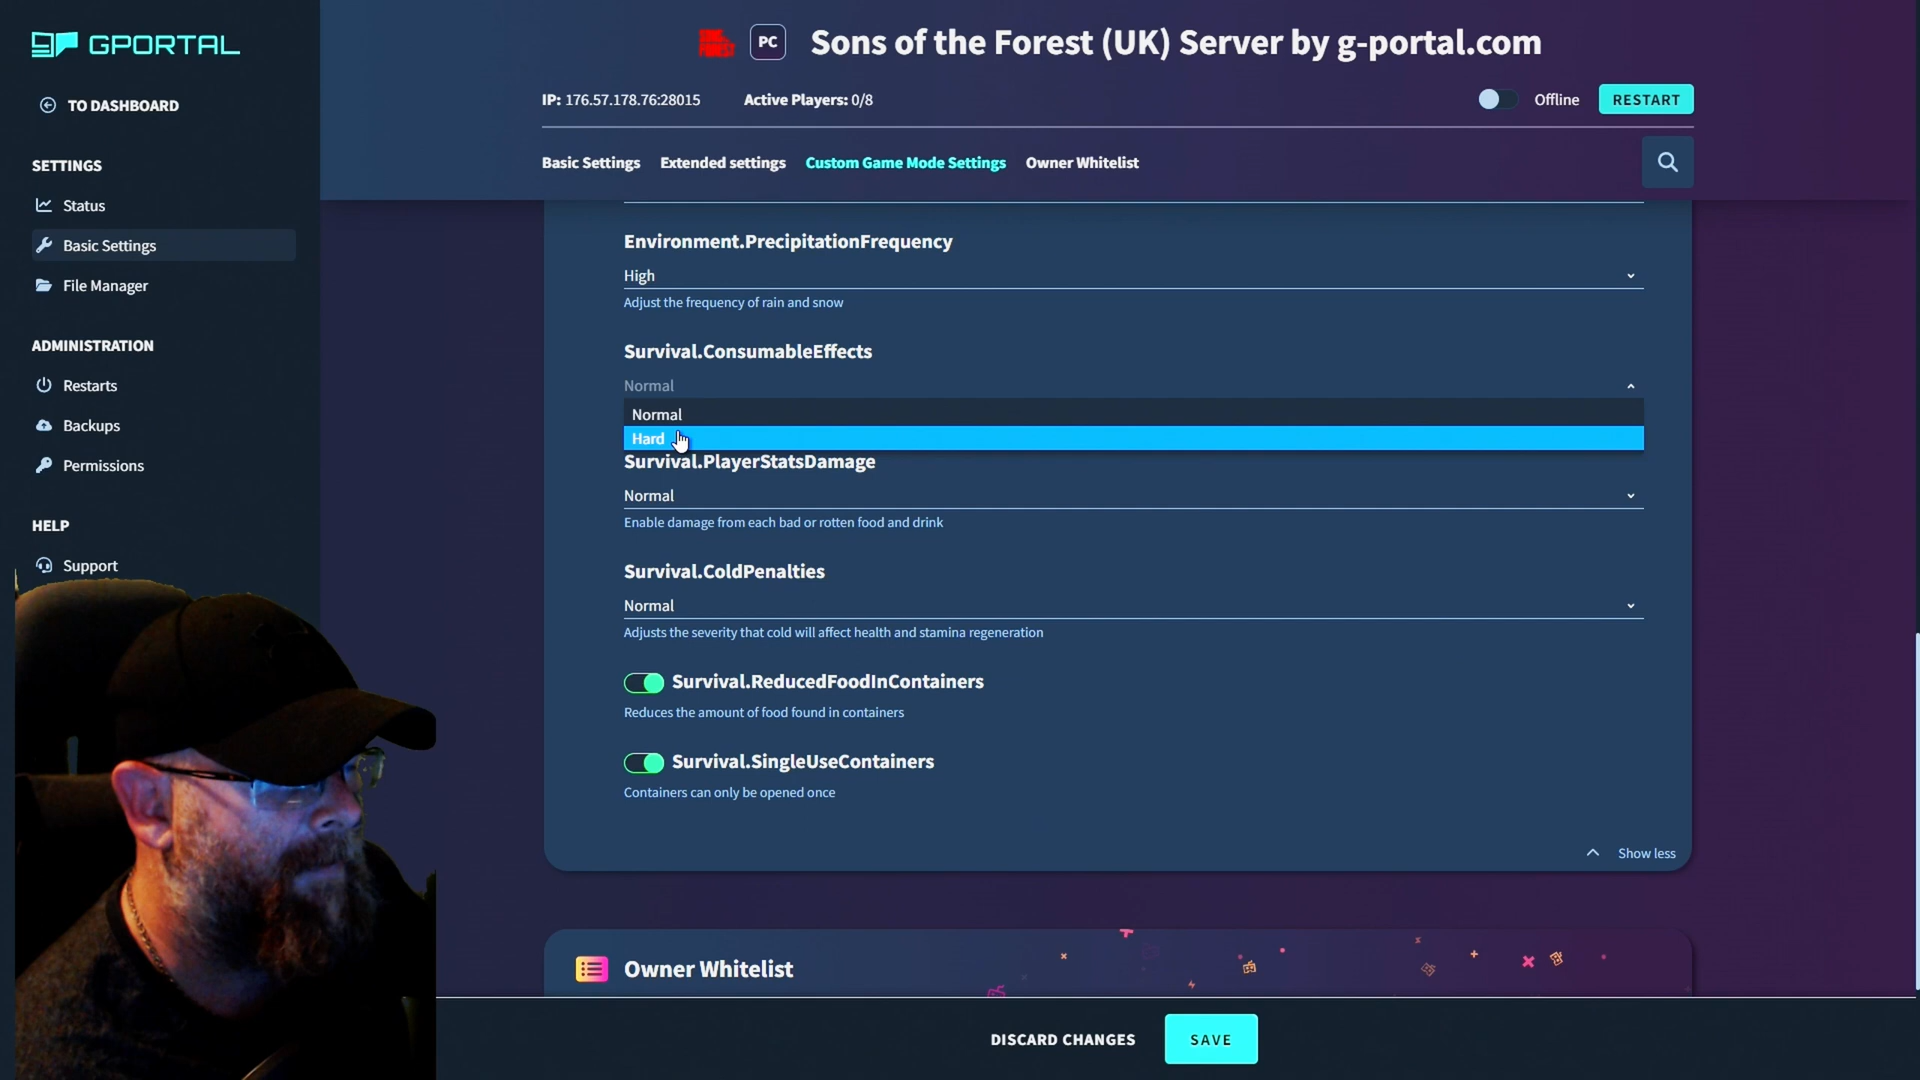 GPORTAL
TO DASHBOARD
SETTINGS
Status
Basic Settings
File Manager
ADMINISTRATION
Restarts
Backups
Permissions
HELP
Support
PC
Sons of the Forest (UK) Server by g-portal.com
IP: 176.57.178.76:28015
Active Players: 0/8
Offline
RESTART
Basic Settings
Extended settings
Custom Game Mode Settings
Owner Whitelist
Environment.PrecipitationFrequency
High
Adjust the frequency of rain and snow
Survival.ConsumableEffects
Normal
Normal
Hard
Survival.PlayerStatsDamage
Normal
Enable damage from each bad or rotten food and drink
Survival.ColdPenalties
Normal
Adjusts the severity that cold will affect health and stamina regeneration
Survival.ReducedFoodInContainers
Reduces the amount of food found in containers
Survival.SingleUseContainers
Containers can only be opened once
Show less
Owner Whitelist
DISCARD CHANGES
SAVE